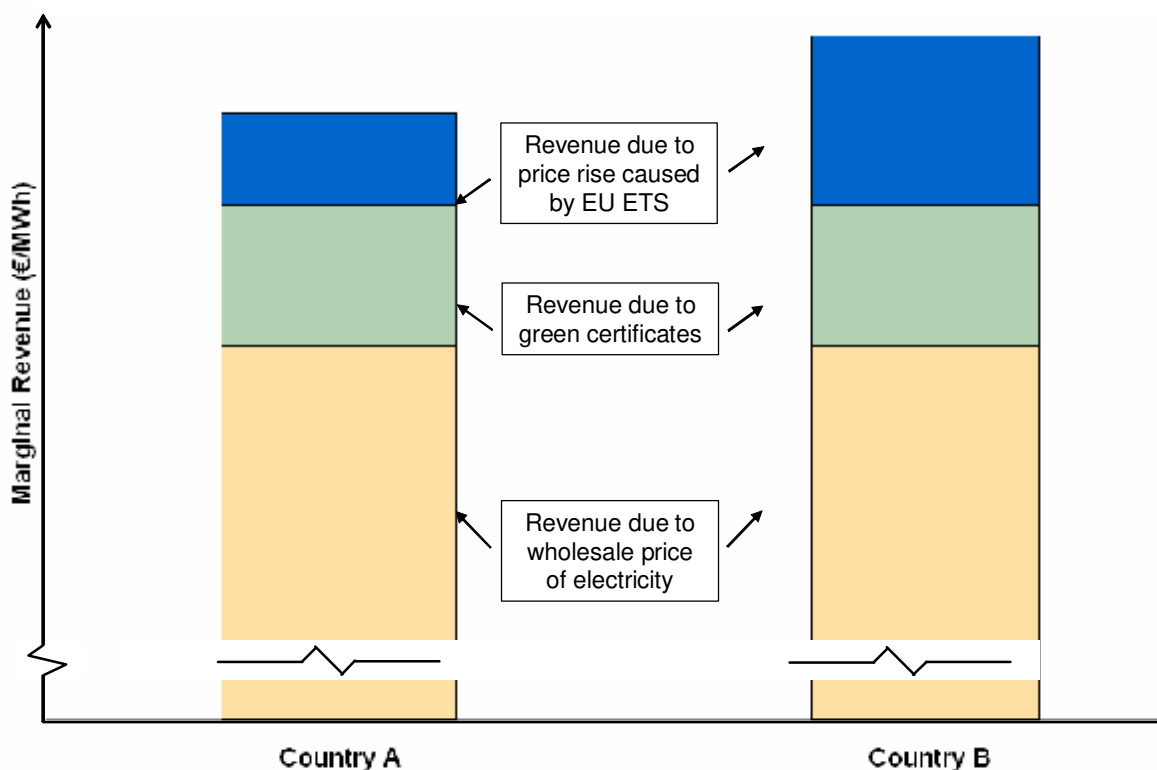 Marginal Revenue (€/MWh)
Revenue due to
price rise caused
by EU ETS
Revenue due to
green certificates
Revenue due to
wholesale price
of electricity
Country A
Country B